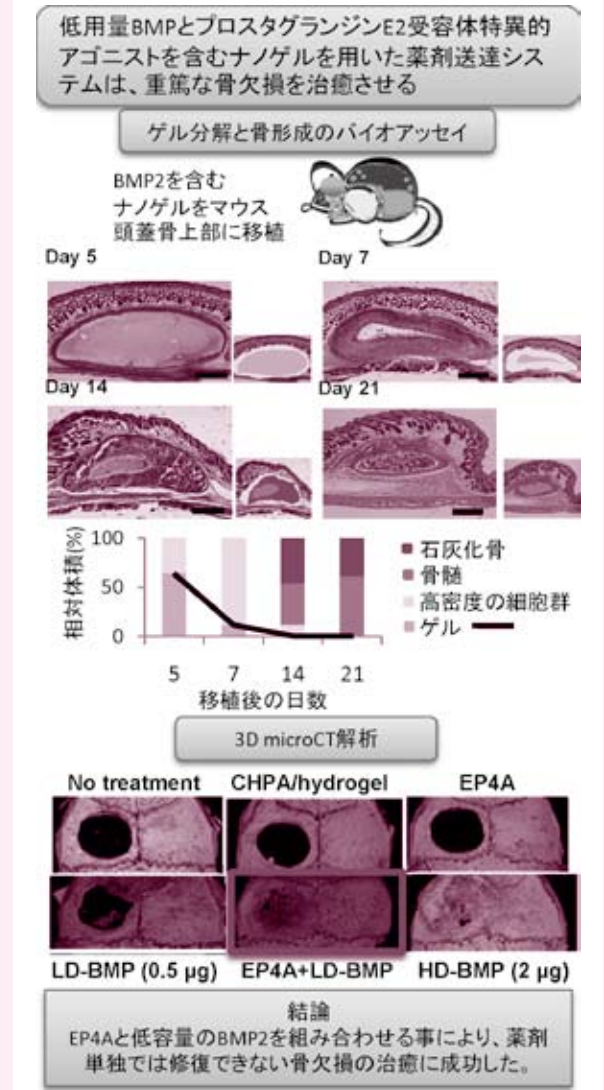 低用量BMPとプロスタグランジンE2受容体特異的
アゴニストを含むナノゲルを用いた薬剤送達シス
テムは、重篤な骨欠損を治癒させる
ゲル分解と骨形成のバイオアッセイ
BMP2を含む
ナノゲルをマウス
頭蓋骨上部に移植
Day 5
Day 7
Day 14
Day 21
相対体積(%)
100
50
0
石灰化骨
骨髄
高密度の細胞群
ゲル
5 7 14 21
移植後の日数
3D microCT解析
No treatment CHPA/hydrogel EP4A
LD-BMP (0.5 µg) EP4A+LD-BMP HD-BMP (2 µg)
結論
EP4Aと低容量のBMP2を組み合わせる事により、薬剤
単独では修復できない骨欠損の治癒に成功した。